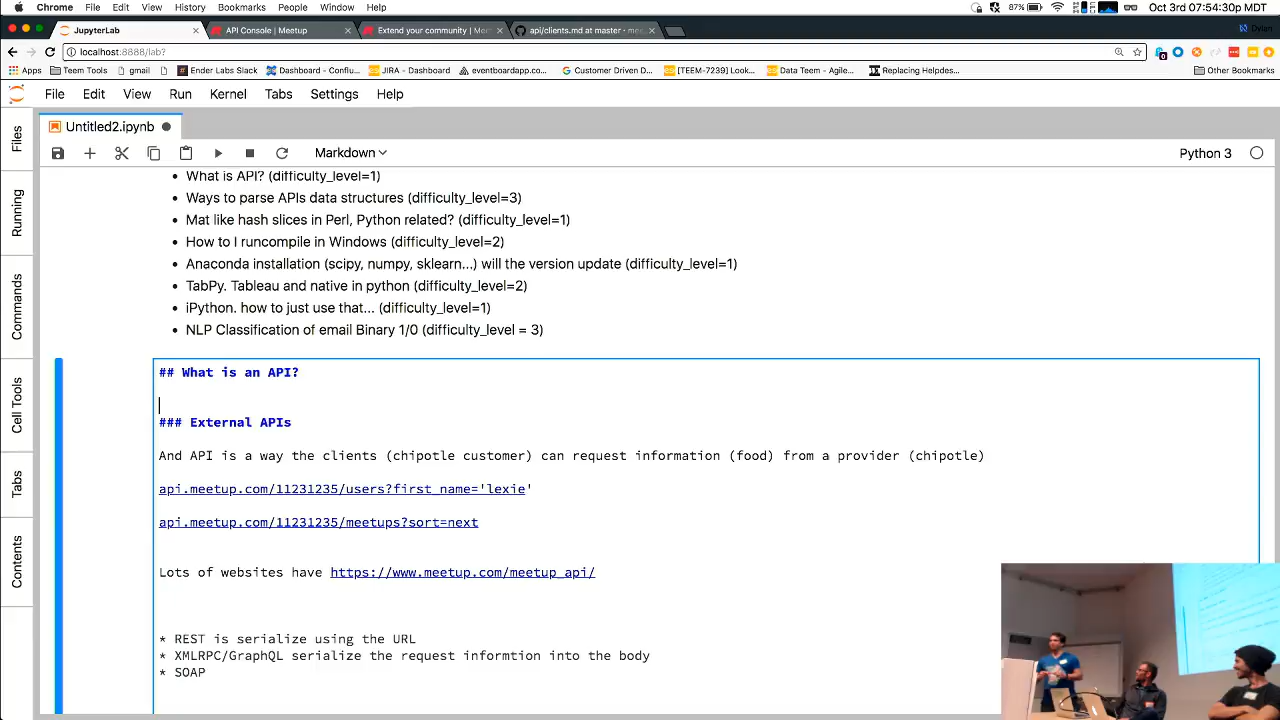 Chrome File Edit View History Bookmarks People Window Help 87% Oct 3rd 07:54:30p MDT
JupyterLab API Console | Meetup Extend your community | Me api/clients.md at master · mee Dylan
localhost:8888/lab?
Apps Teem Tools gmail Ender Labs Slack Dashboard - Conflu... JIRA - Dashboard eventboardapp.co... Customer Driven D... [TEEM-7239] Look... Data Team - Agile... Replacing Helpdes... Other Bookmarks
File Edit View Run Kernel Tabs Settings Help
Untitled2.ipynb
Markdown Python 3
Files
Running
Commands
Cell Tools
Tabs
Contents
• What is API? (difficulty_level=1)
• Ways to parse APIs data structures (difficulty_level=3)
• Mat like hash slices in Perl, Python related? (difficulty_level=1)
• How to I runcompile in Windows (difficulty_level=2)
• Anaconda installation (scipy, numpy, sklearn...) will the version update (difficulty_level=1)
• TabPy. Tableau and native in python (difficulty_level=2)
• iPython. how to just use that... (difficulty_level=1)
• NLP Classification of email Binary 1/0 (difficulty_level = 3)
## What is an API?
### External APIs
And API is a way the clients (chipotle customer) can request information (food) from a provider (chipotle)
api.meetup.com/11231235/users?first_name='lexie'
api.meetup.com/11231235/meetups?sort=next
Lots of websites have https://www.meetup.com/meetup_api/
* REST is serialize using the URL
* XMLRPC/GraphQL serialize the request informtion into the body
* SOAP